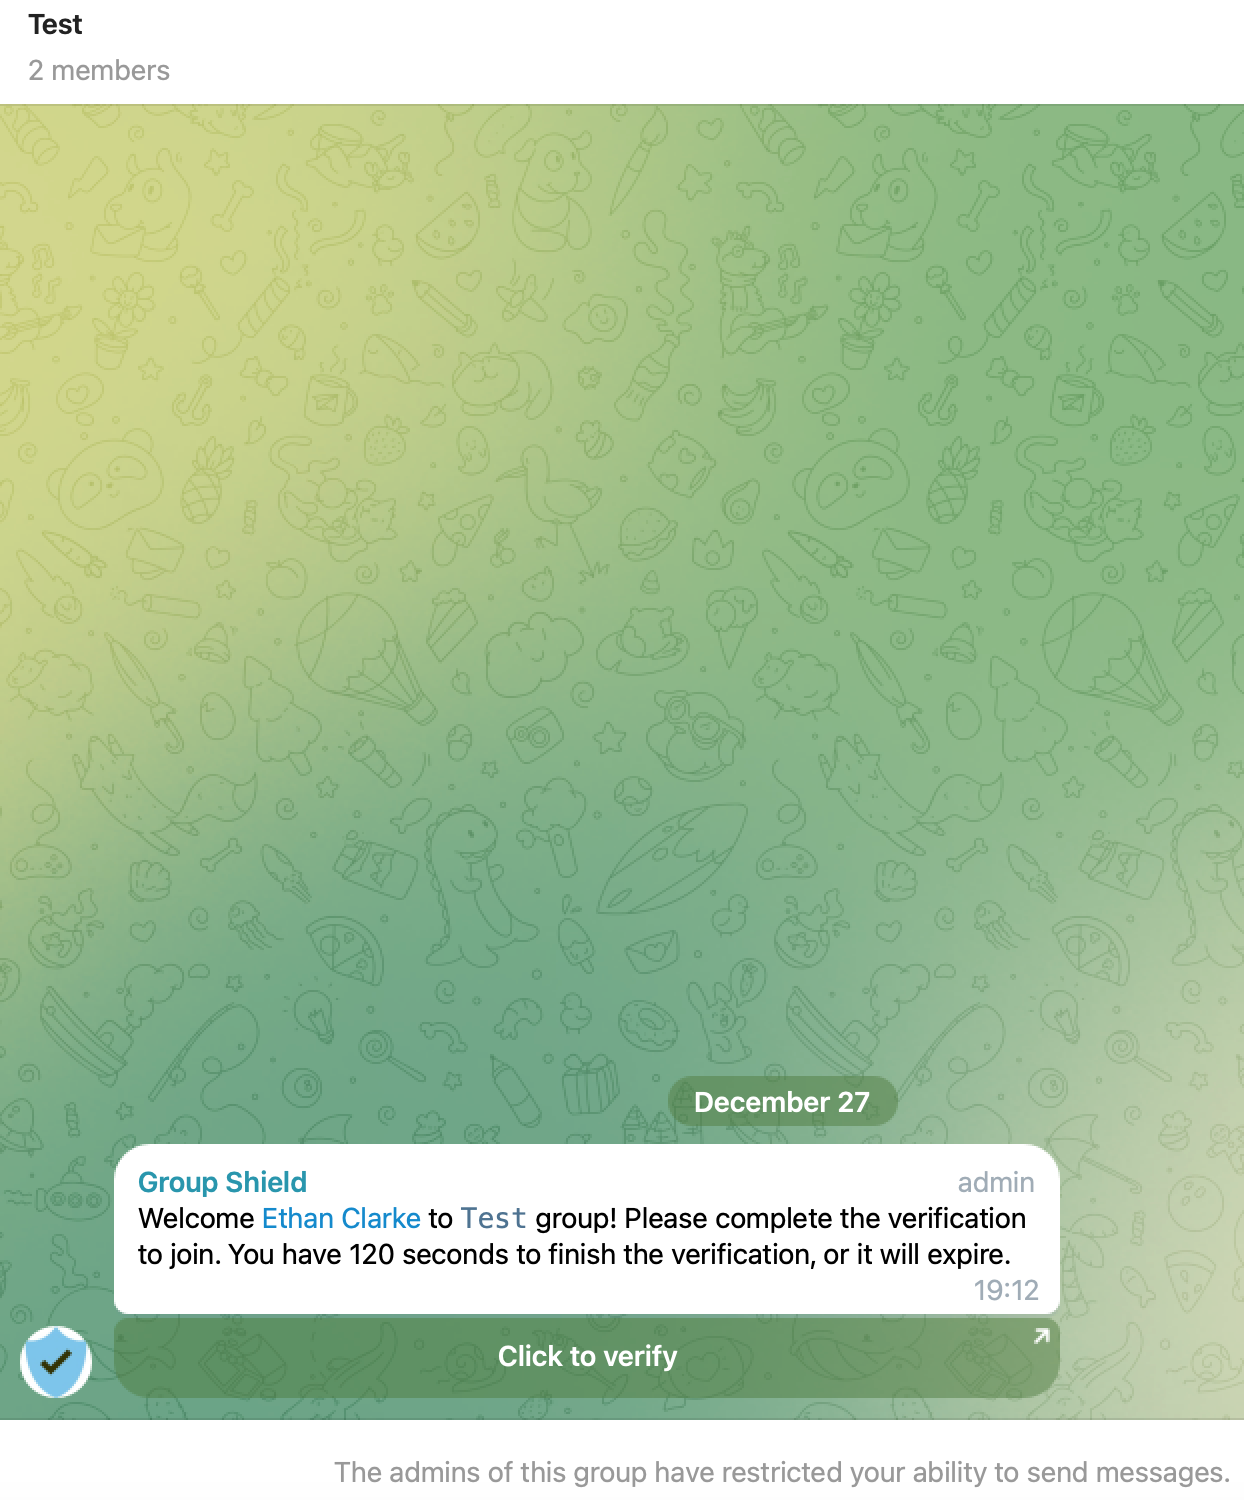 Test
2 members
December 27
Group Shield admin
Welcome Ethan Clarke to Test group! Please complete the verification
to join. You have 120 seconds to finish the verification, or it will expire.
19:12
Click to verify
The admins of this group have restricted your ability to send messages.